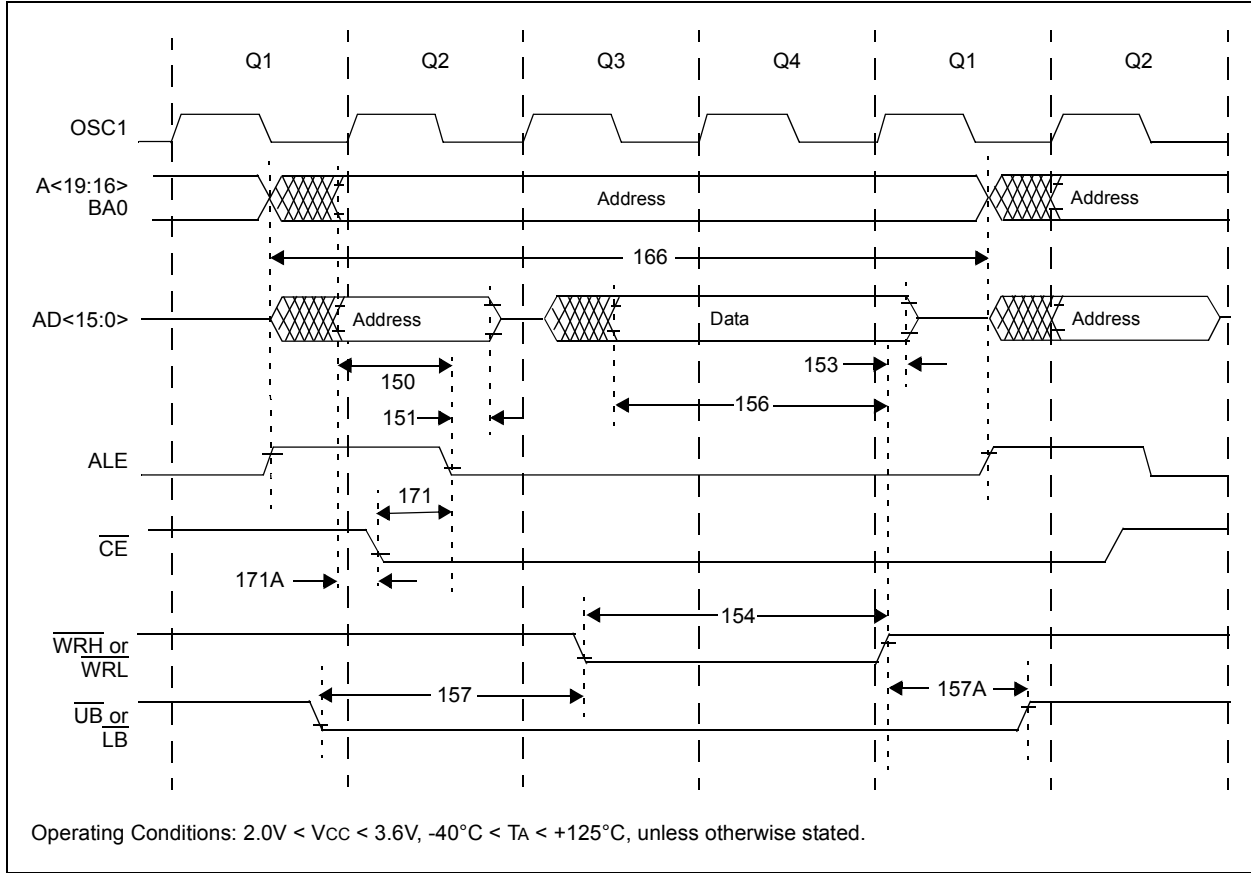 Q1 Q2 Q3 Q4 Q1 Q2
OSC1
A<19:16>
BA0
Address
Address
166
AD<15:0>
Address
Data
Address
150
153
151
156
ALE
171
CE
171A
154
WRH or
WRL
157
157A
UB or
LB
Operating Conditions: 2.0V < VCC < 3.6V, -40°C < TA < +125°C, unless otherwise stated.